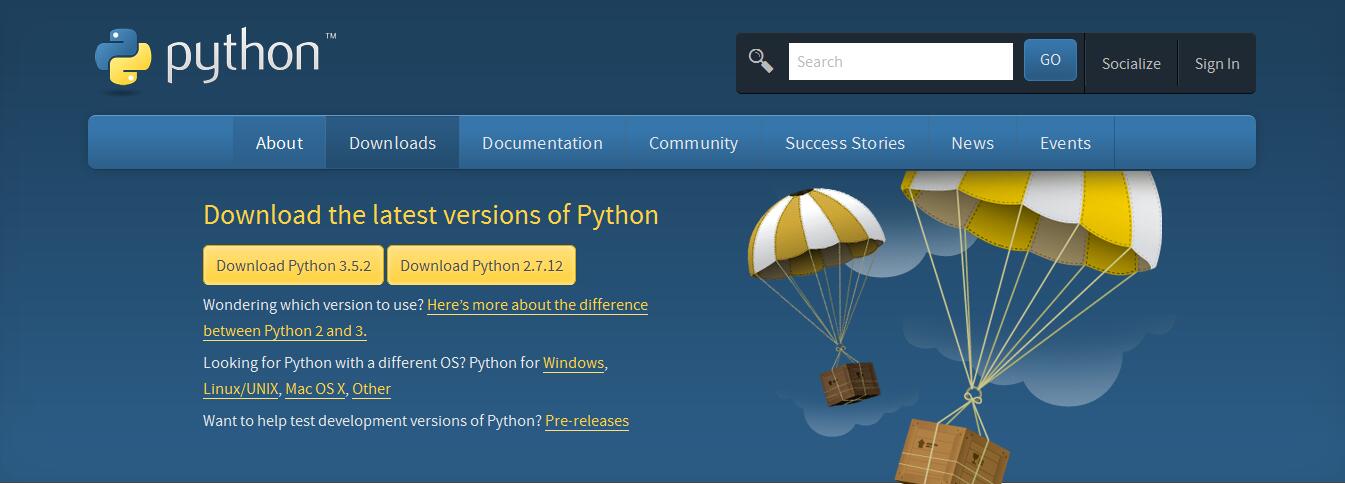 python™
Search
GO
Socialize
Sign In
About
Downloads
Documentation
Community
Success Stories
News
Events
Download the latest versions of Python
Download Python 3.5.2
Download Python 2.7.12
Wondering which version to use? Here’s more about the difference
between Python 2 and 3.
Looking for Python with a different OS? Python for Windows,
Linux/UNIX, Mac OS X, Other
Want to help test development versions of Python? Pre-releases